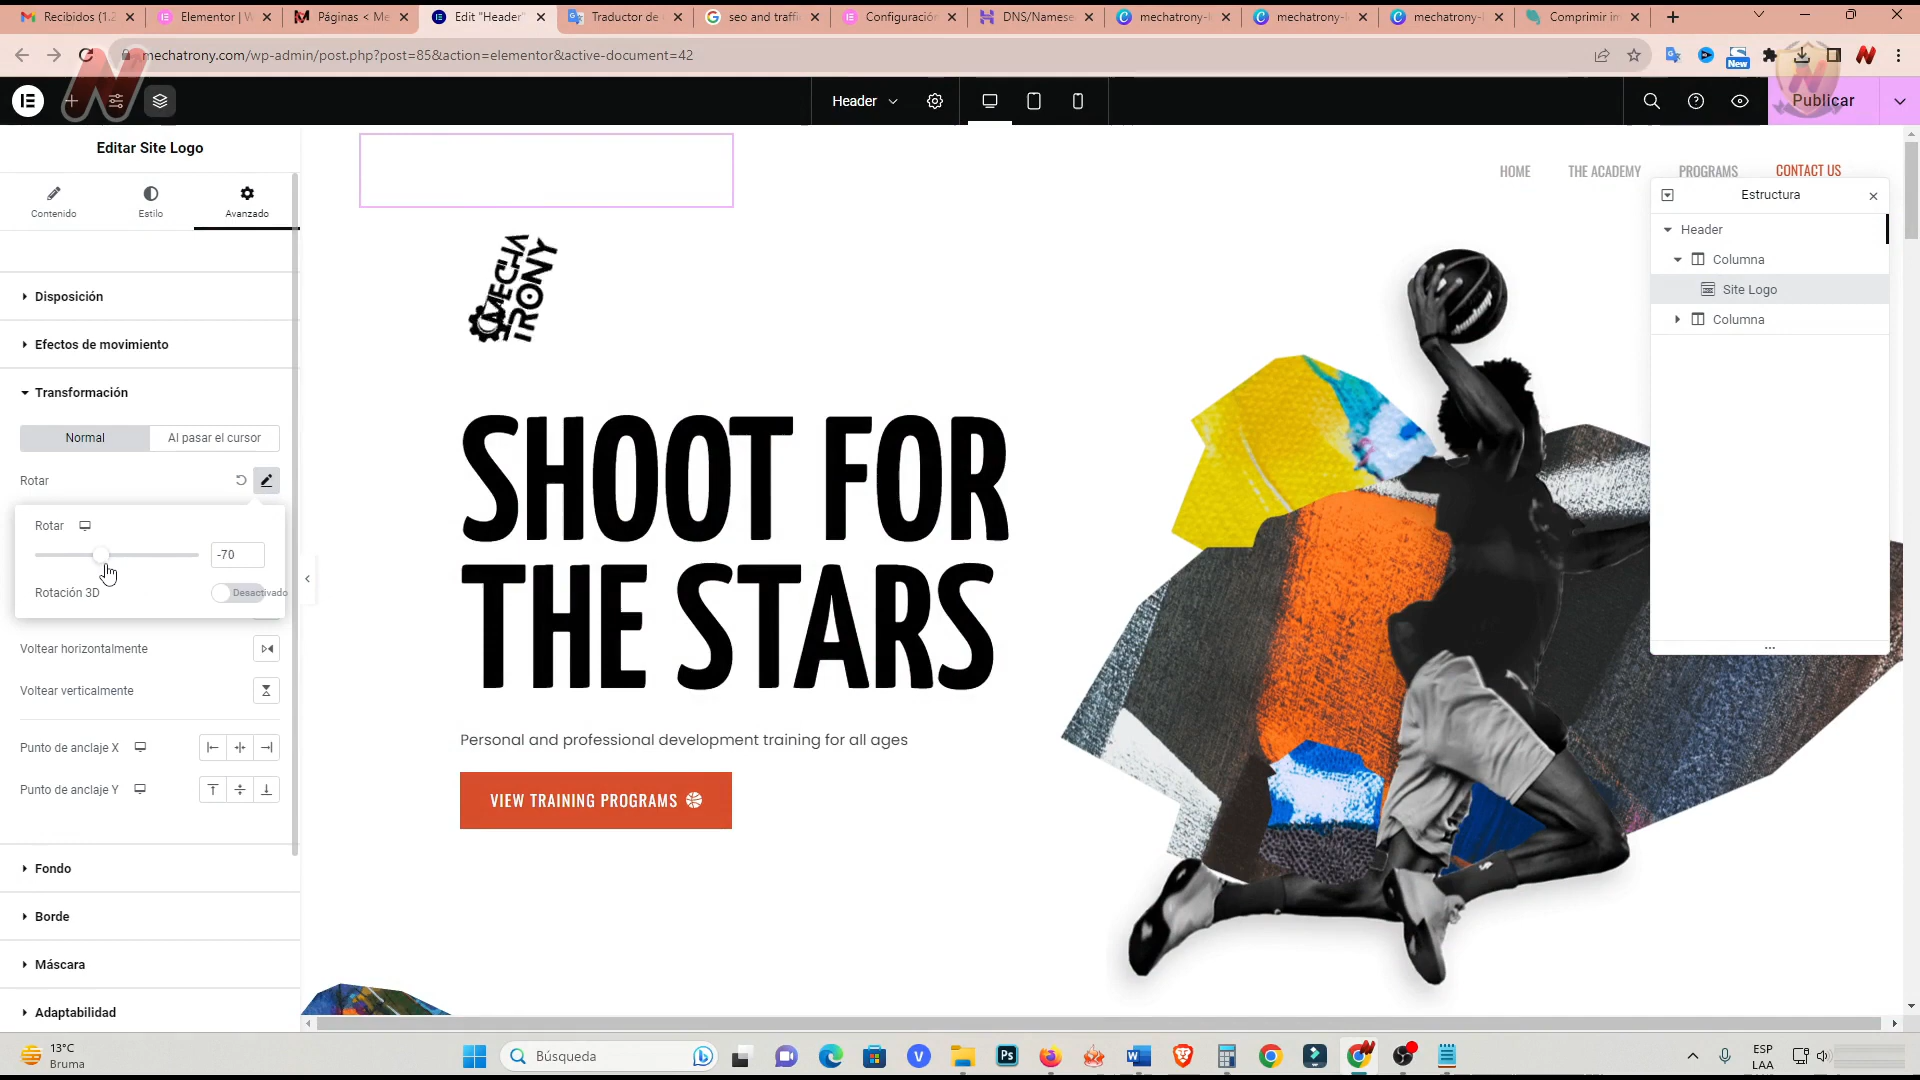 Recibidos (1.2
Elementor | W
Páginas < Me
Edit "Header"
Traductor de
seo and traffi
Configuración
DNS/Namese
mechatrony-l
mechatrony-l
mechatrony-l
Comprimir im
mechatrony.com/wp-admin/post.php?post=85&action=elementor&active-document=42
New
Header
Publicar
Editar Site Logo
Contenido
Estilo
Avanzado
Disposición
Efectos de movimiento
Transformación
Normal
Al pasar el cursor
Rotar
Rotar
-70
Rotación 3D
Desactivado
Voltear horizontalmente
Voltear verticalmente
Punto de anclaje X
Punto de anclaje Y
Fondo
Borde
Máscara
Adaptabilidad
HOME
THE ACADEMY
PROGRAMS
CONTACT US
MECHA
TRONY
SHOOT FOR
THE STARS
Personal and professional development training for all ages
VIEW TRAINING PROGRAMS
Estructura
Header
Columna
Site Logo
Columna
13°C
Bruma
Búsqueda
ESP
LAA